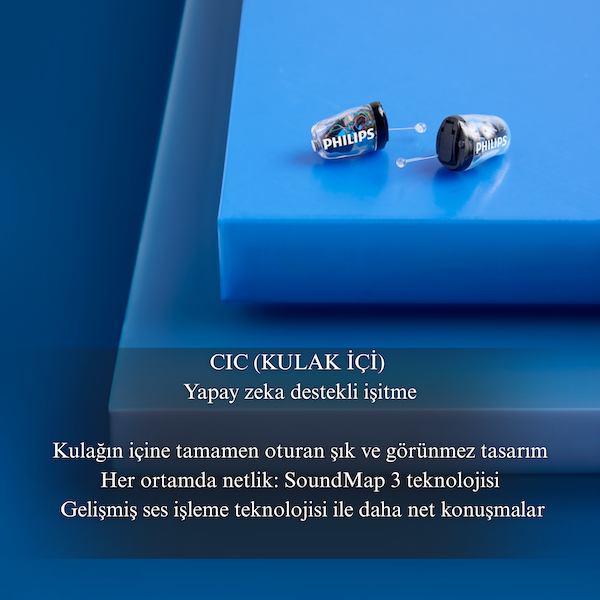 PHILIPS
PHILIPS
CIC (KULAK İÇİ)
Yapay zeka destekli işitme
Kulağın içine tamamen oturan şık ve görünmez tasarım
Her ortamda netlik: SoundMap 3 teknolojisi
Gelişmiş ses işleme teknolojisi ile daha net konuşmalar